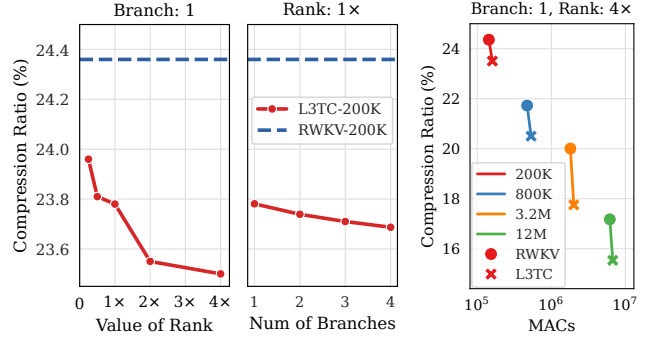 Branch: 1
Compression Ratio (%)
24.4
24.2
24.0
23.8
23.6
0 1× 2× 3× 4×
Value of Rank
Rank: 1×
L3TC-200K
RWKV-200K
1 2 3 4
Num of Branches
Branch: 1, Rank: 4×
Compression Ratio (%)
24
22
20
18
16
200K
800K
3.2M
12M
RWKV
L3TC
10⁵ 10⁶ 10⁷
MACs